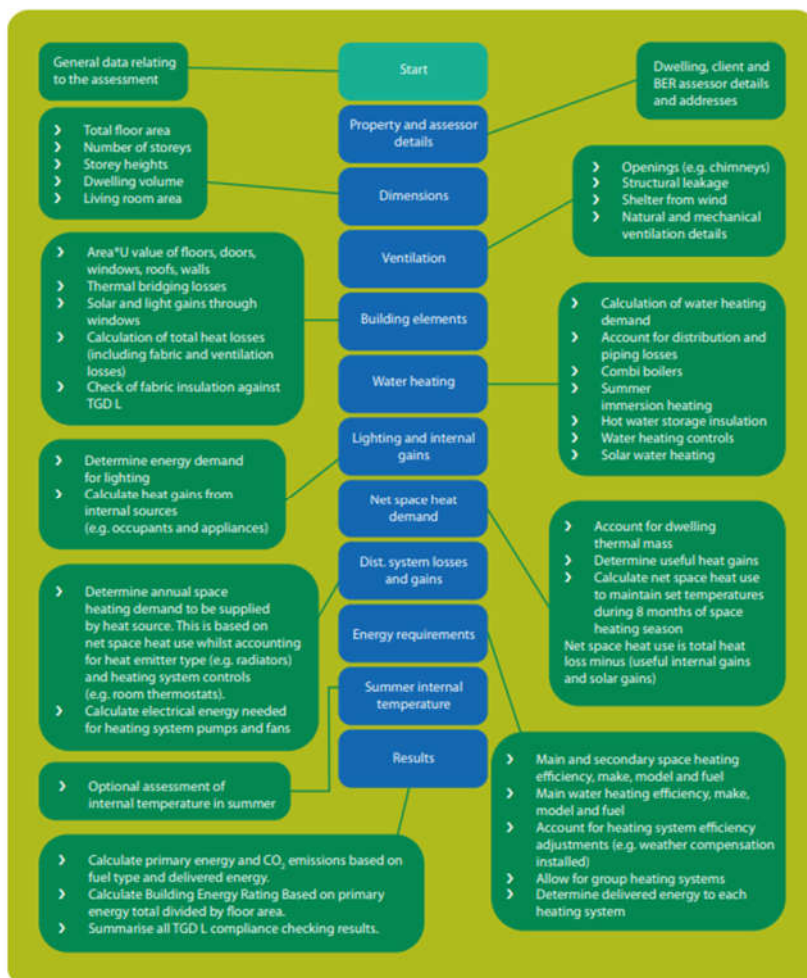 General data relating
to the assessment
Start
Dwelling, client and
BER assessor details
and addresses
Property and assessor
details
› Total floor area
› Number of storeys
› Storey heights
› Dwelling volume
› Living room area
Dimensions
› Openings (e.g. chimneys)
› Structural leakage
› Shelter from wind
› Natural and mechanical
ventilation details
Ventilation
› Area*U value of floors, doors,
windows, roofs, walls
› Thermal bridging losses
› Solar and light gains through
windows
› Calculation of total heat losses
(including fabric and ventilation
losses)
› Check of fabric insulation against
TGD L
Building elements
Water heating
› Calculation of water heating
demand
› Account for distribution and
piping losses
› Combi boilers
› Summer
immersion heating
› Hot water storage insulation
› Water heating controls
› Solar water heating
Lighting and internal
gains
› Determine energy demand
for lighting
› Calculate heat gains from
internal sources
(e.g. occupants and appliances)
Net space heat
demand
› Account for dwelling
thermal mass
› Determine useful heat gains
› Calculate net space heat use
to maintain set temperatures
during 8 months of space
heating season
Net space heat use is total heat
loss minus (useful internal gains
and solar gains)
Dist. system losses
and gains
› Determine annual space
heating demand to be supplied
by heat source. This is based on
net space heat use whilst accounting
for heat emitter type (e.g. radiators)
and heating system controls
(e.g. room thermostats).
› Calculate electrical energy needed
for heating system pumps and fans
Energy requirements
› Main and secondary space heating
efficiency, make, model and fuel
› Main water heating efficiency, make,
model and fuel
› Account for heating system efficiency
adjustments (e.g. weather compensation
installed)
› Allow for group heating systems
› Determine delivered energy to each
heating system
Summer internal
temperature
› Optional assessment of
internal temperature in summer
Results
› Calculate primary energy and CO₂ emissions based on
fuel type and delivered energy.
› Calculate Building Energy Rating Based on primary
energy total divided by floor area.
› Summarise all TGD L compliance checking results.